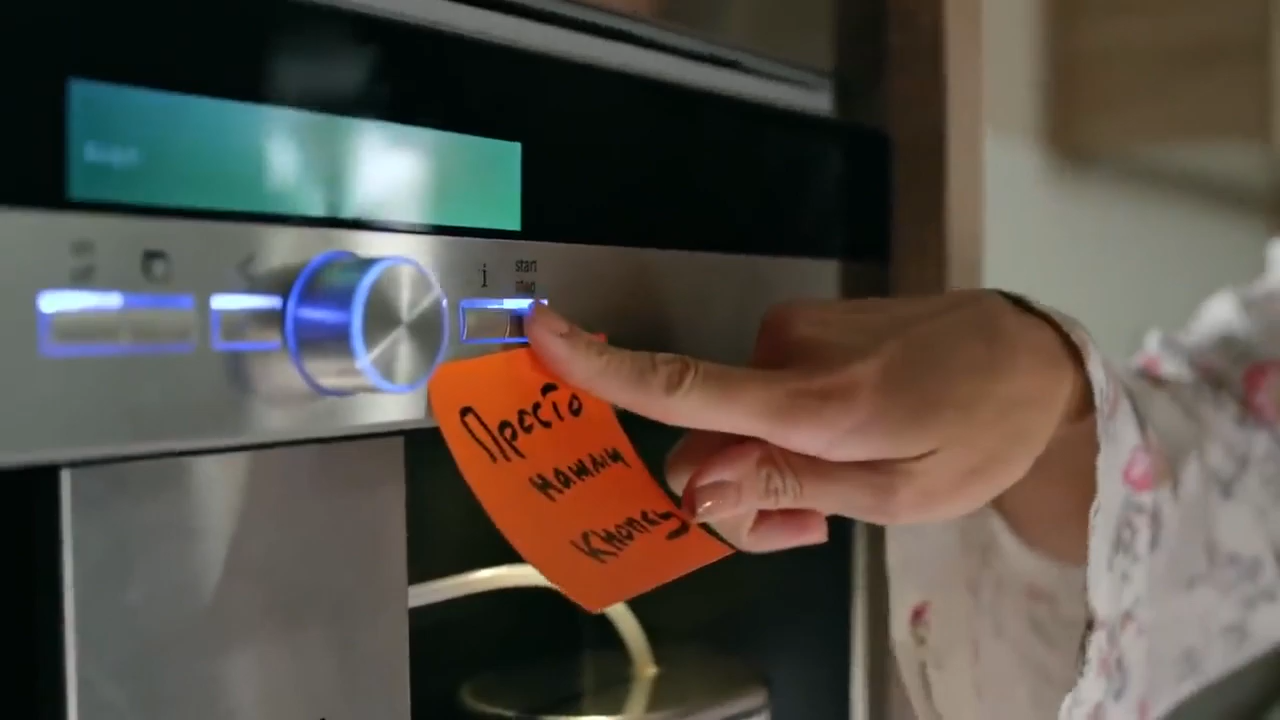 i
start
stop
Просто
нажми
кнопку